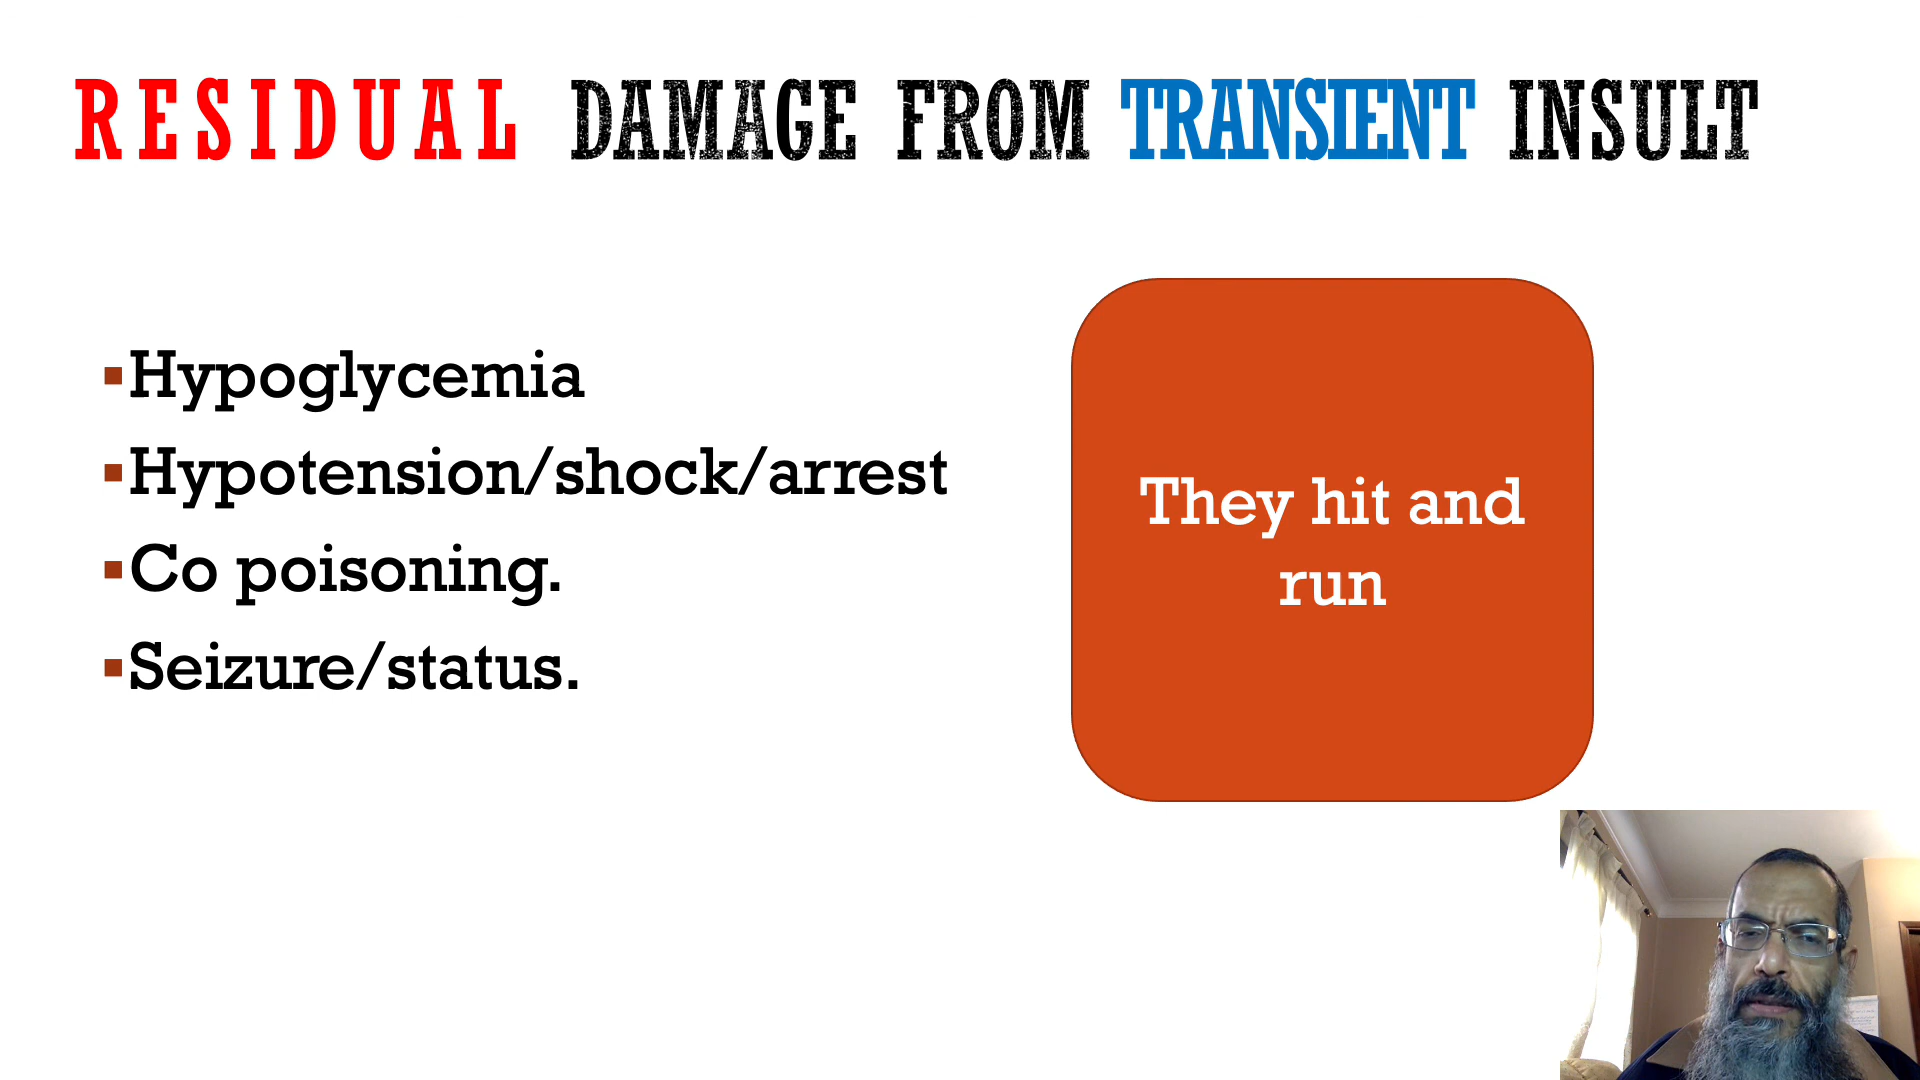 RESIDUAL DAMAGE FROM TRANSIENT INSULT
▪Hypoglycemia
▪Hypotension/shock/arrest
▪Co poisoning.
▪Seizure/status.
They hit and
run